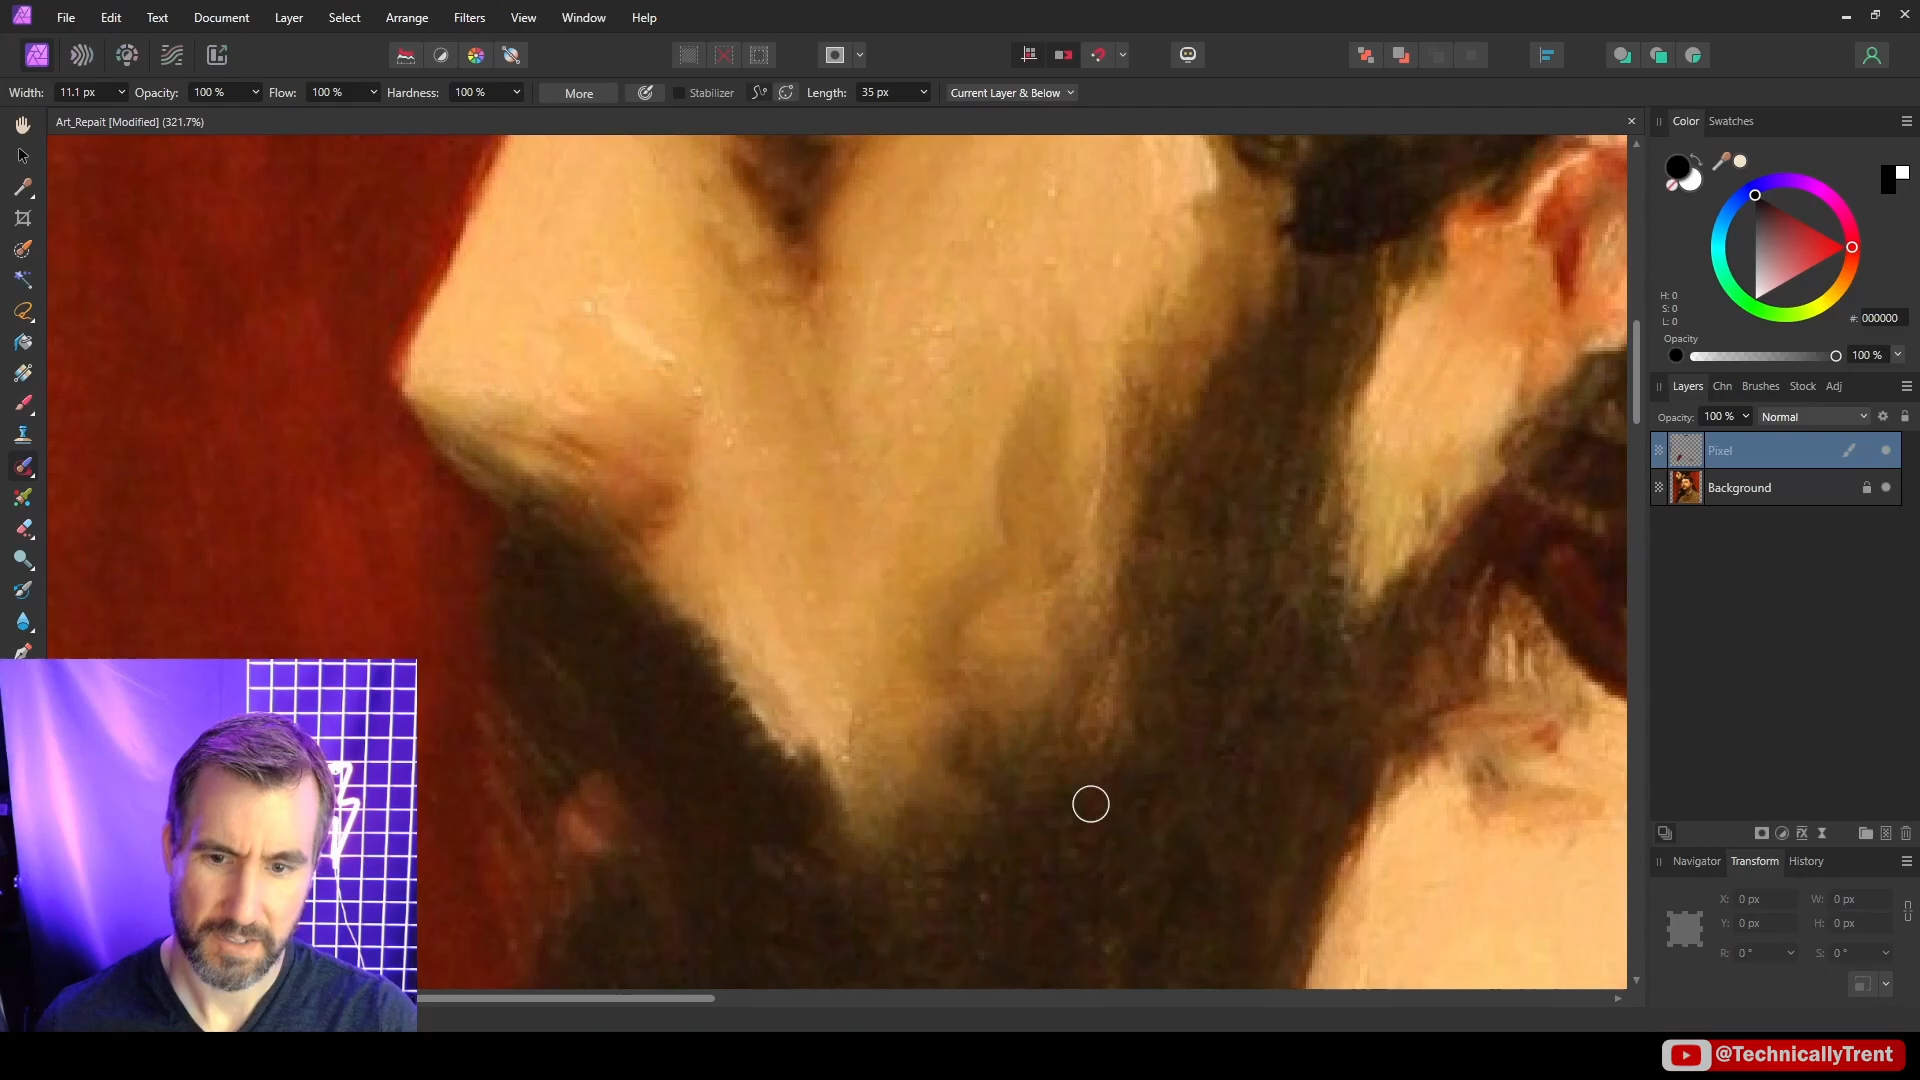 File Edit Text Document Layer Select Arrange Filters View Window Help
Width: 11.1 px Opacity: 100 % Flow: 100 % Hardness: 100 % More Stabilizer Length: 35 px Current Layer & Below
Art_Repait [Modified] (321.7%)
Color Swatches
H: 0
S: 0
L: 0
#: 000000
Opacity
100 %
Layers Chn Brushes Stock Adj
Opacity: 100 % Normal
Pixel
Background
Navigator Transform History
X: 0 px W: 0 px
Y: 0 px H: 0 px
R: 0 ° S: 0 °
@TechnicallyTrent